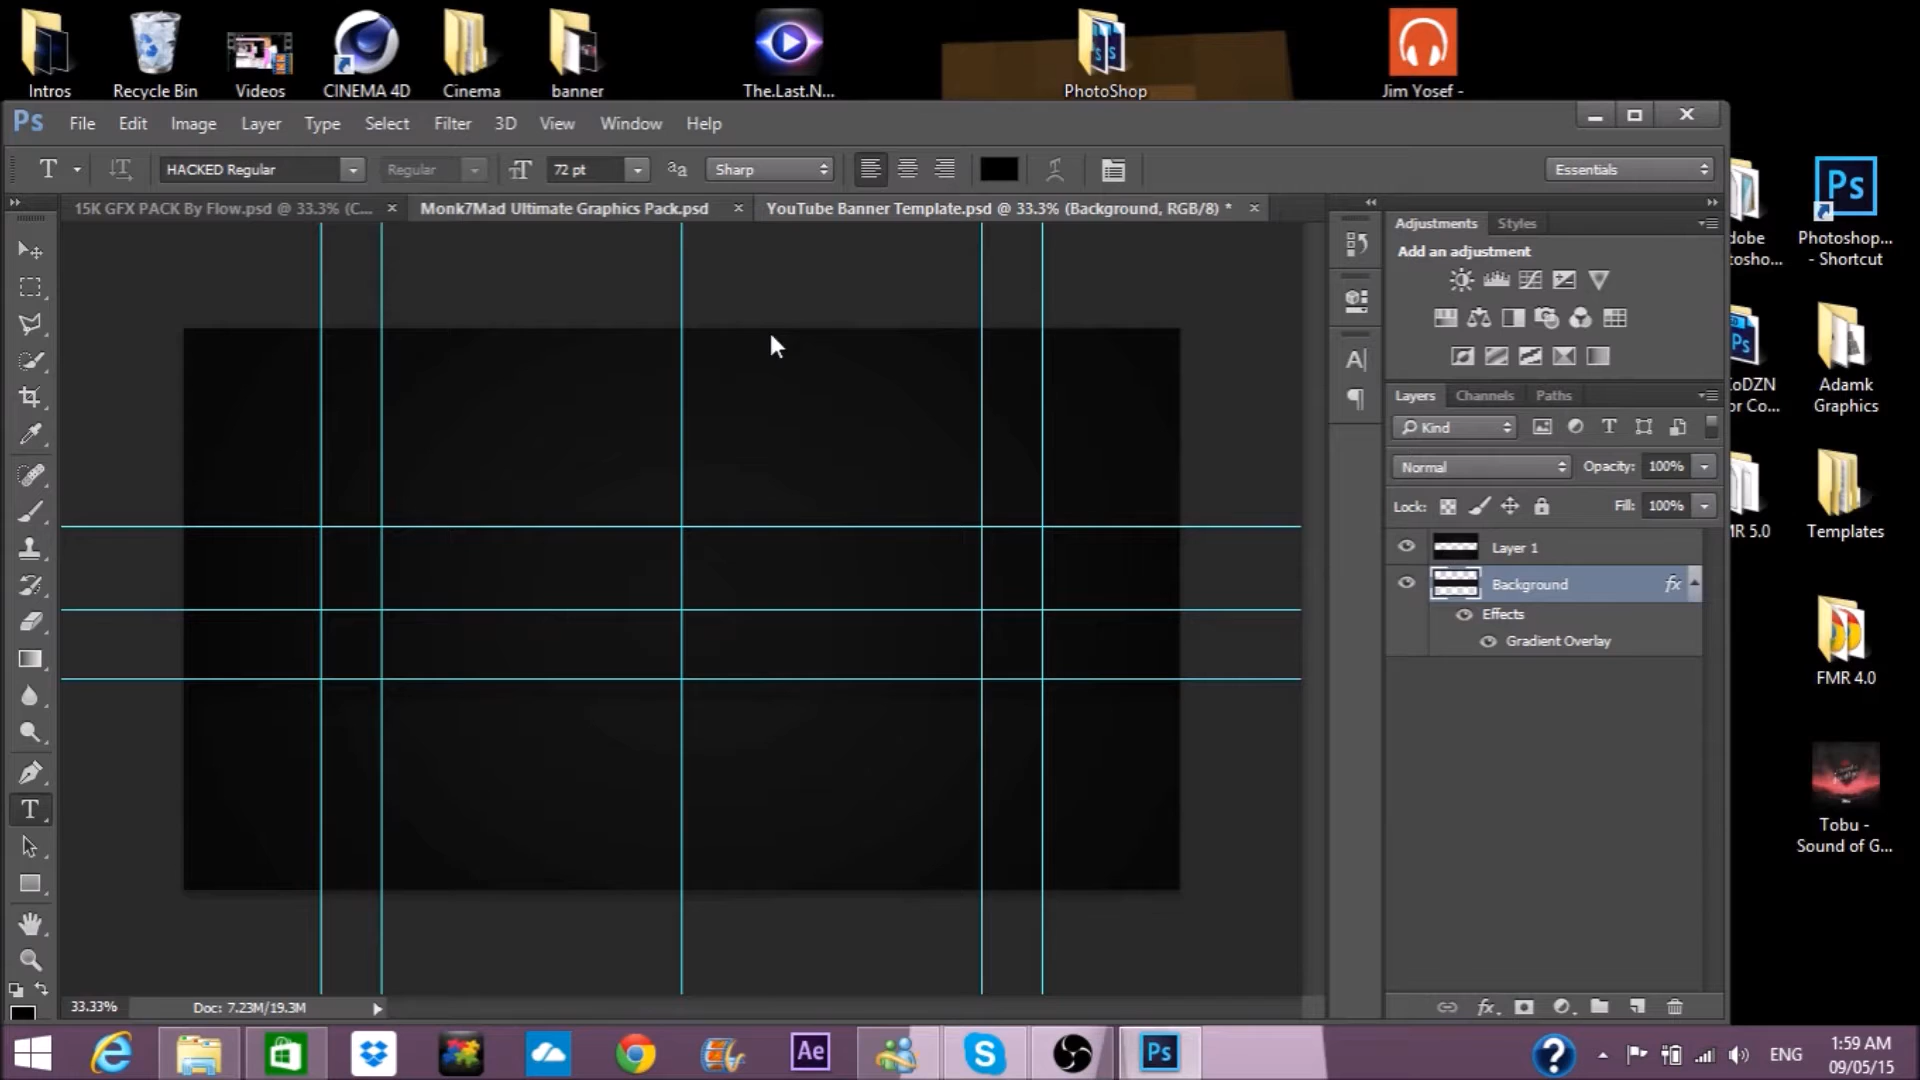 Intros
Recycle Bin
Videos
CINEMA 4D
Cinema
banner
The.Last.N...
PhotoShop
Jim Yosef -
Ps File Edit Image Layer Type Select Filter 3D View Window Help
T HACKED Regular Regular 72 pt Sharp Essentials
15K GFX PACK By Flow.psd @ 33.3% (C...
Monk7Mad Ultimate Graphics Pack.psd
YouTube Banner Template.psd @ 33.3% (Background, RGB/8) *
Adjustments Styles
Add an adjustment
Layers Channels Paths
Kind
Normal Opacity: 100%
Lock: Fill: 100%
Layer 1
Background fx
Effects
Gradient Overlay
33.33% Doc: 7.23M/19.3M
Ps
Photoshop...
- Shortcut
Ps
Adamk
Graphics
Templates
FMR 4.0
Tobu -
Sound of G...
Ae
S
Ps
ENG
1:59 AM
09/05/15